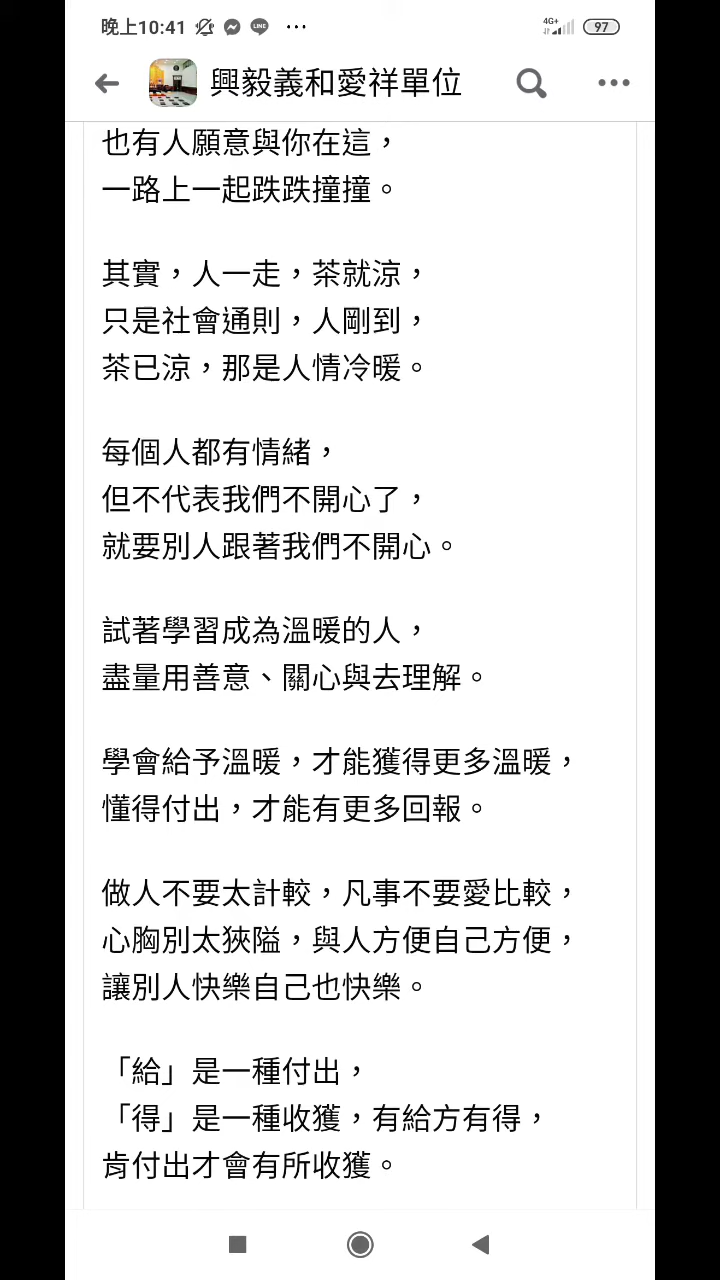 晚上10:41 LINE ... 4G+ 97
興毅義和愛祥單位
也有人願意與你在這，
一路上一起跌跌撞撞。
其實，人一走，茶就涼，
只是社會通則，人剛到，
茶已涼，那是人情冷暖。
每個人都有情緒，
但不代表我們不開心了，
就要別人跟著我們不開心。
試著學習成為溫暖的人，
盡量用善意、關心與去理解。
學會給予溫暖，才能獲得更多溫暖，
懂得付出，才能有更多回報。
做人不要太計較，凡事不要愛比較，
心胸別太狹隘，與人方便自己方便，
讓別人快樂自己也快樂。
「給」是一種付出，
「得」是一種收獲，有給方有得，
肯付出才會有所收獲。